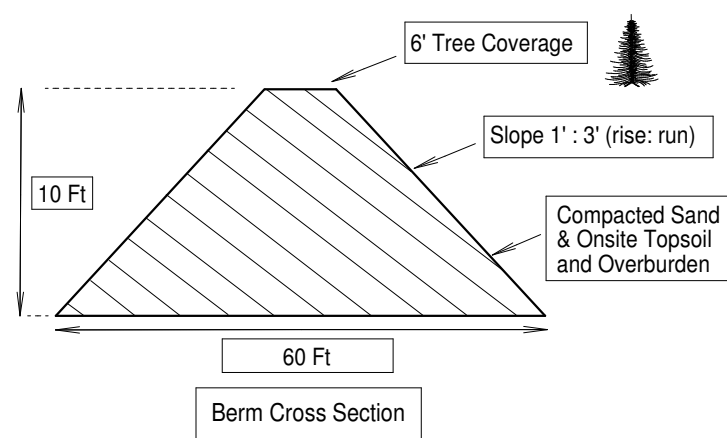 6' Tree Coverage
Slope 1' : 3' (rise: run)
10 Ft
Compacted Sand
& Onsite Topsoil
and Overburden
60 Ft
Berm Cross Section